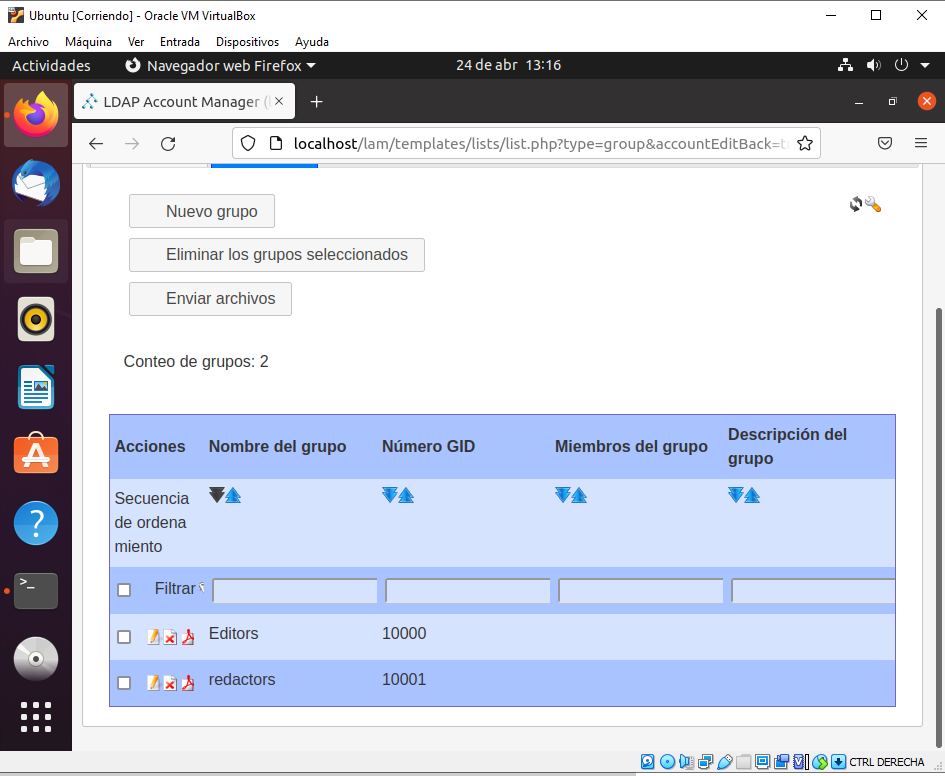 Ubuntu [Corriendo] - Oracle VM VirtualBox
Archivo Máquina Ver Entrada Dispositivos Ayuda
Actividades Navegador web Firefox 24 de abr 13:16
LDAP Account Manager (
localhost/lam/templates/lists/list.php?type=group&accountEditBack=t
Nuevo grupo
Eliminar los grupos seleccionados
Enviar archivos
Conteo de grupos: 2
Acciones Nombre del grupo Número GID Miembros del grupo Descripción del
grupo
Secuencia
de ordena
miento
Filtrar
Editors 10000
redactors 10001
CTRL DERECHA